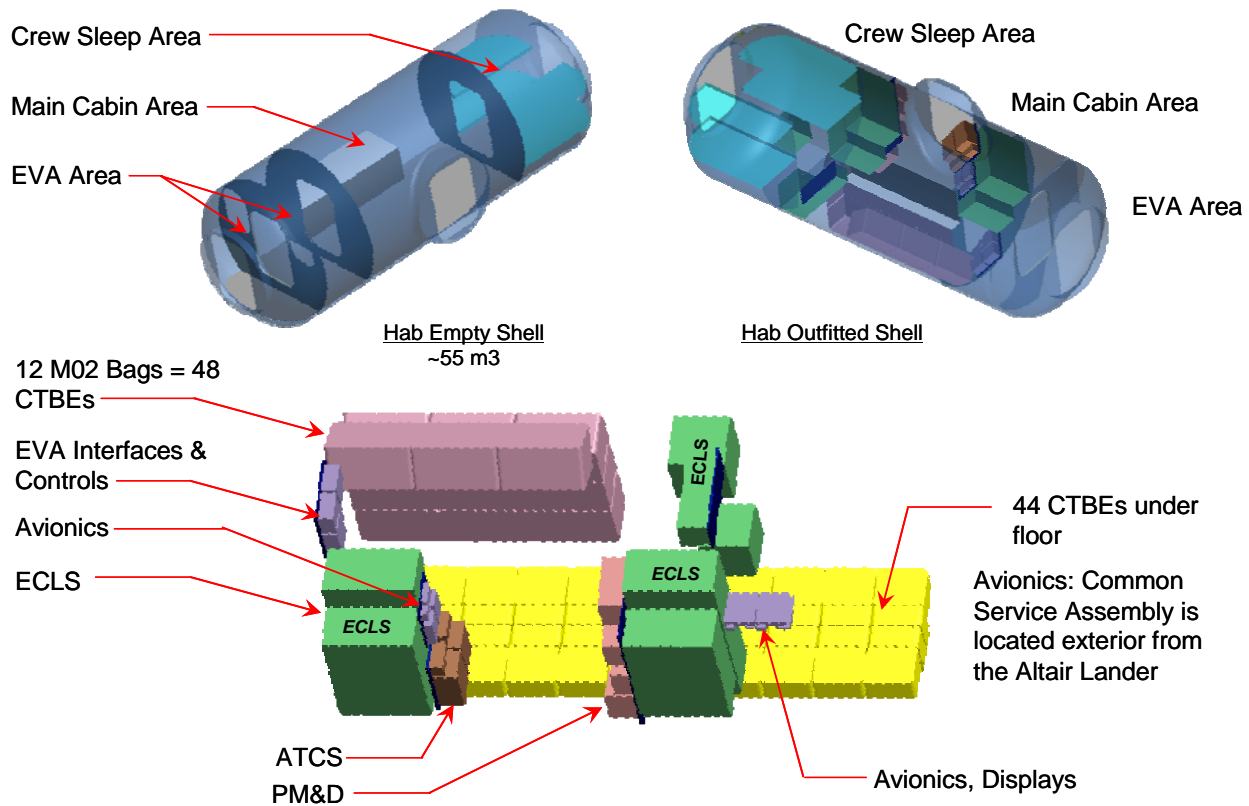 Crew Sleep Area
Main Cabin Area
EVA Area
Crew Sleep Area
Main Cabin Area
EVA Area
Hab Empty Shell
~55 m3
Hab Outfitted Shell
12 M02 Bags = 48
CTBEs
EVA Interfaces &
Controls
Avionics
ECLS
ECLS
ECLS
ECLS
44 CTBEs under
floor
Avionics: Common
Service Assembly is
located exterior from
the Altair Lander
ATCS
PM&D
Avionics, Displays